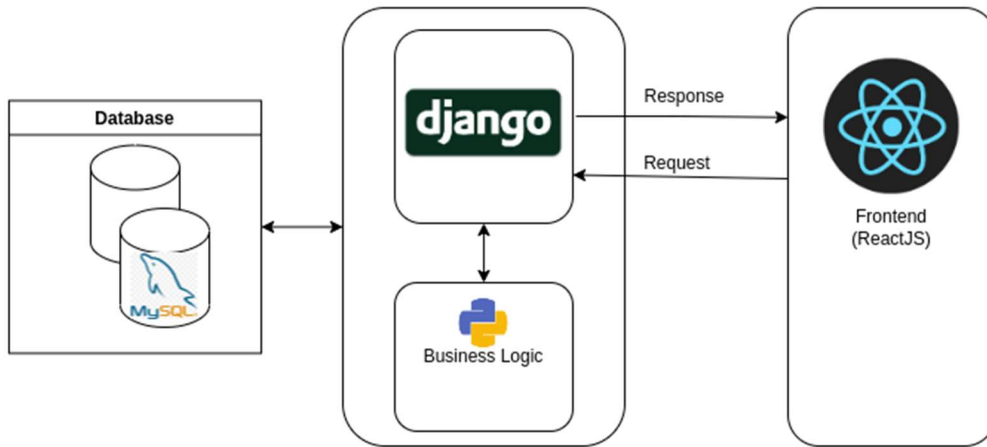 Database
MySQL
django
Business Logic
Response
Request
Frontend
(ReactJS)